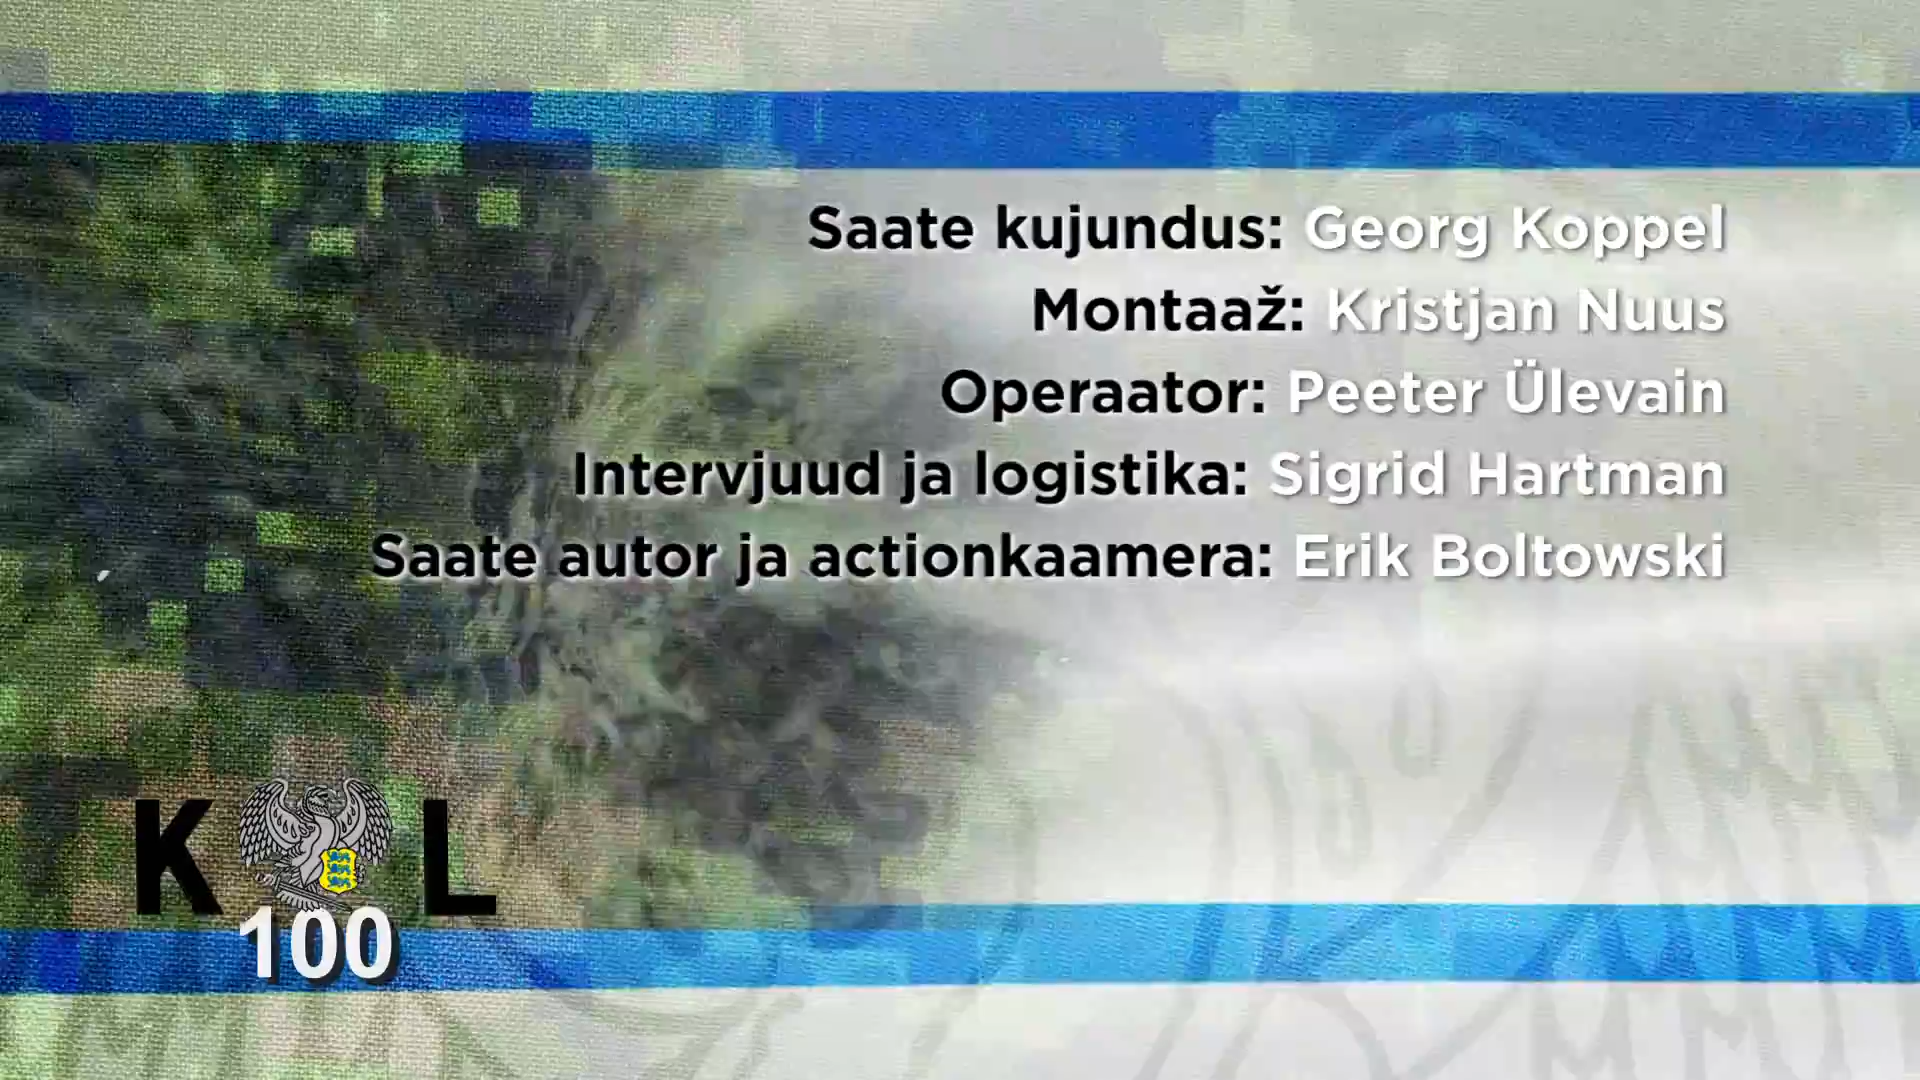 Saate kujundus: Georg Koppel
Montaaž: Kristjan Nuus
Operaator: Peeter Ülevain
Intervjuud ja logistika: Sigrid Hartman
Saate autor ja actionkaamera: Erik Boltowski
K L
100